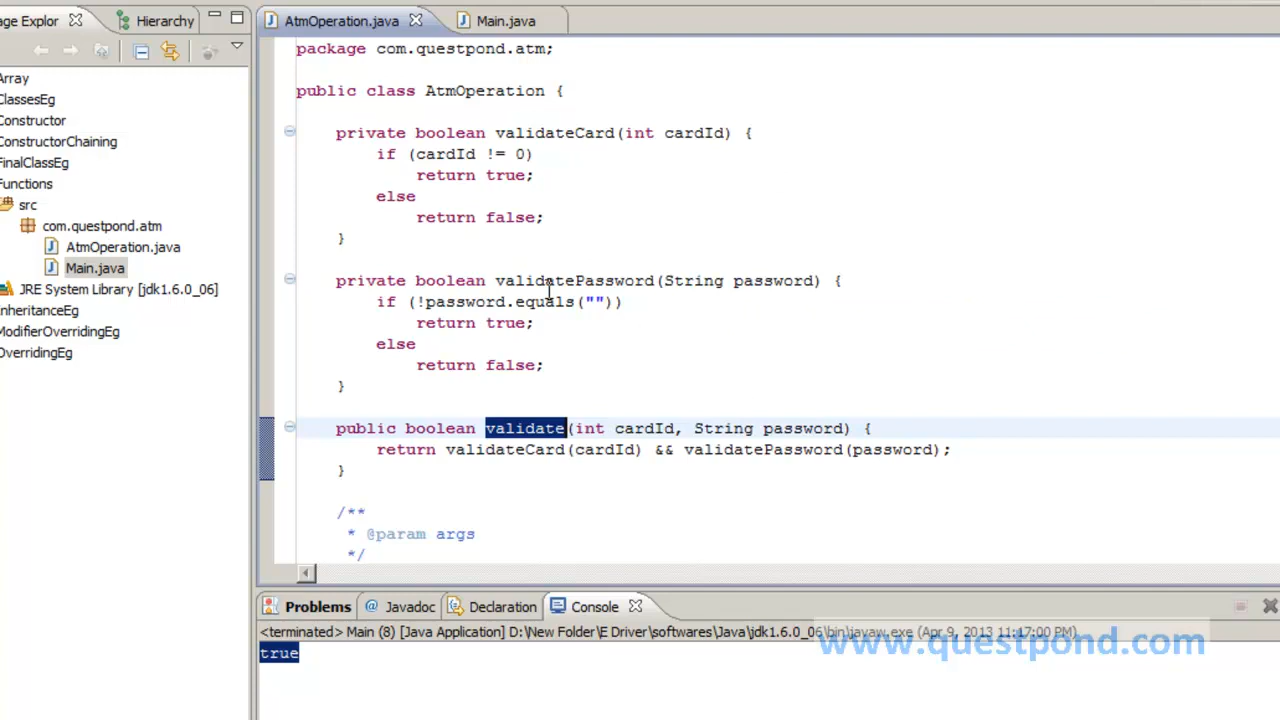 age Explor
Hierarchy
AtmOperation.java
Main.java
Array
ClassesEg
Constructor
ConstructorChaining
FinalClassEg
Functions
src
com.questpond.atm
AtmOperation.java
Main.java
JRE System Library [jdk1.6.0_06]
InheritanceEg
ModifierOverridingEg
OverridingEg
package com.questpond.atm;
public class AtmOperation {
private boolean validateCard(int cardId) {
if (cardId != 0)
return true;
else
return false;
}
private boolean validatePassword(String password) {
if (!password.equals(""))
return true;
else
return false;
}
public boolean validate(int cardId, String password) {
return validateCard(cardId) && validatePassword(password);
}
/**
* @param args
*/
Problems
@ Javadoc
Declaration
Console
<terminated> Main (8) [Java Application] D:\New Folder\E Driver\softwares\Java\jdk1.6.0_06\bin\javaw.exe (Apr 9, 2013 11:17:00 PM)
true
www.questpond.com